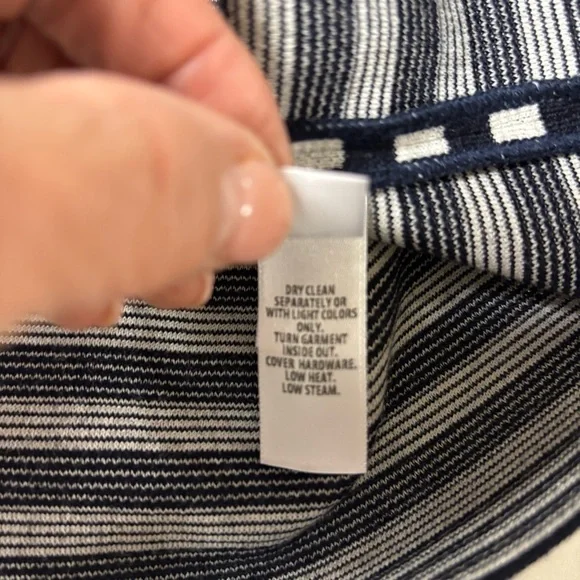 DRY CLEAN
SEPARATELY OR
WITH LIGHT COLORS
ONLY.
TURN GARMENT
INSIDE OUT.
COVER HARDWARE.
LOW HEAT.
LOW STEAM.